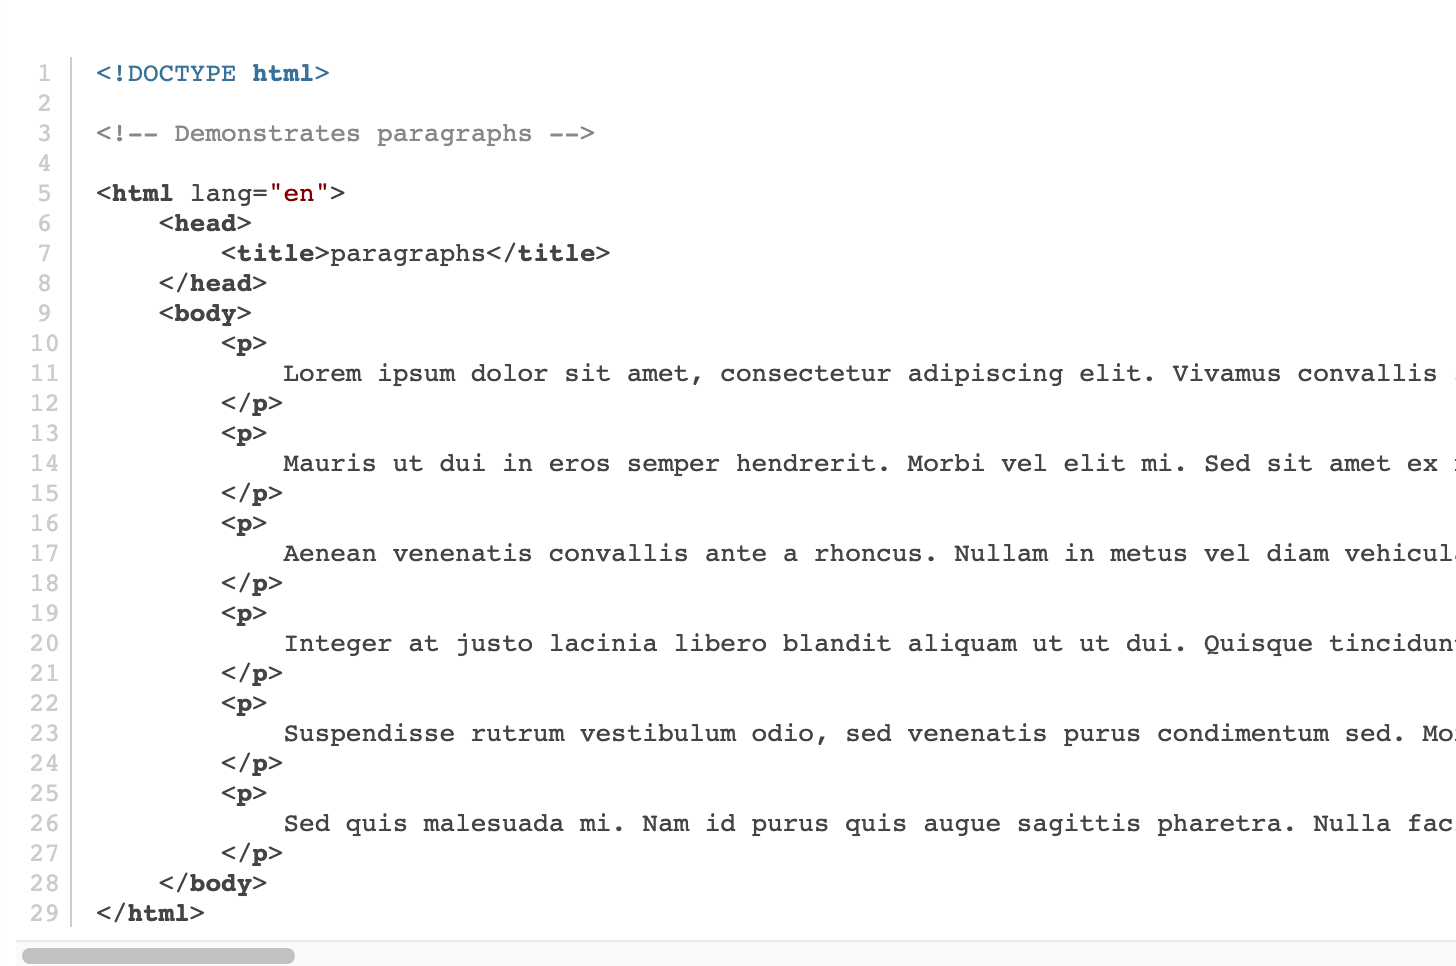 1 <!DOCTYPE html>
2
3 <!-- Demonstrates paragraphs -->
4
5 <html lang="en">
6     <head>
7         <title>paragraphs</title>
8     </head>
9     <body>
10         <p>
11             Lorem ipsum dolor sit amet, consectetur adipiscing elit. Vivamus convallis
12         </p>
13         <p>
14             Mauris ut dui in eros semper hendrerit. Morbi vel elit mi. Sed sit amet ex
15         </p>
16         <p>
17             Aenean venenatis convallis ante a rhoncus. Nullam in metus vel diam
18         </p>
19         <p>
20             Integer at justo lacinia libero blandit aliquam ut ut dui. Quisque
21         </p>
22         <p>
23             Suspendisse rutrum vestibulum odio, sed venenatis purus condimentum sed.
24         </p>
25         <p>
26             Sed quis malesuada mi. Nam id purus quis augue sagittis pharetra. Nulla
27         </p>
28     </body>
29 </html>